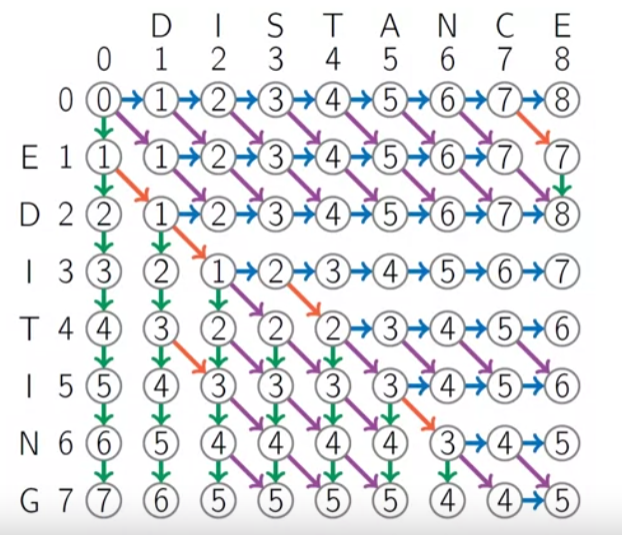 D I S T A N C E
0 1 2 3 4 5 6 7 8
0 0 1 2 3 4 5 6 7 8
E 1 1 1 2 3 4 5 6 7 7
D 2 2 1 2 3 4 5 6 7 8
I 3 3 2 1 2 3 4 5 6 7
T 4 4 3 2 2 2 3 4 5 6
I 5 5 4 3 3 3 3 4 5 6
N 6 6 5 4 4 4 4 3 4 5
G 7 7 6 5 5 5 5 4 4 5